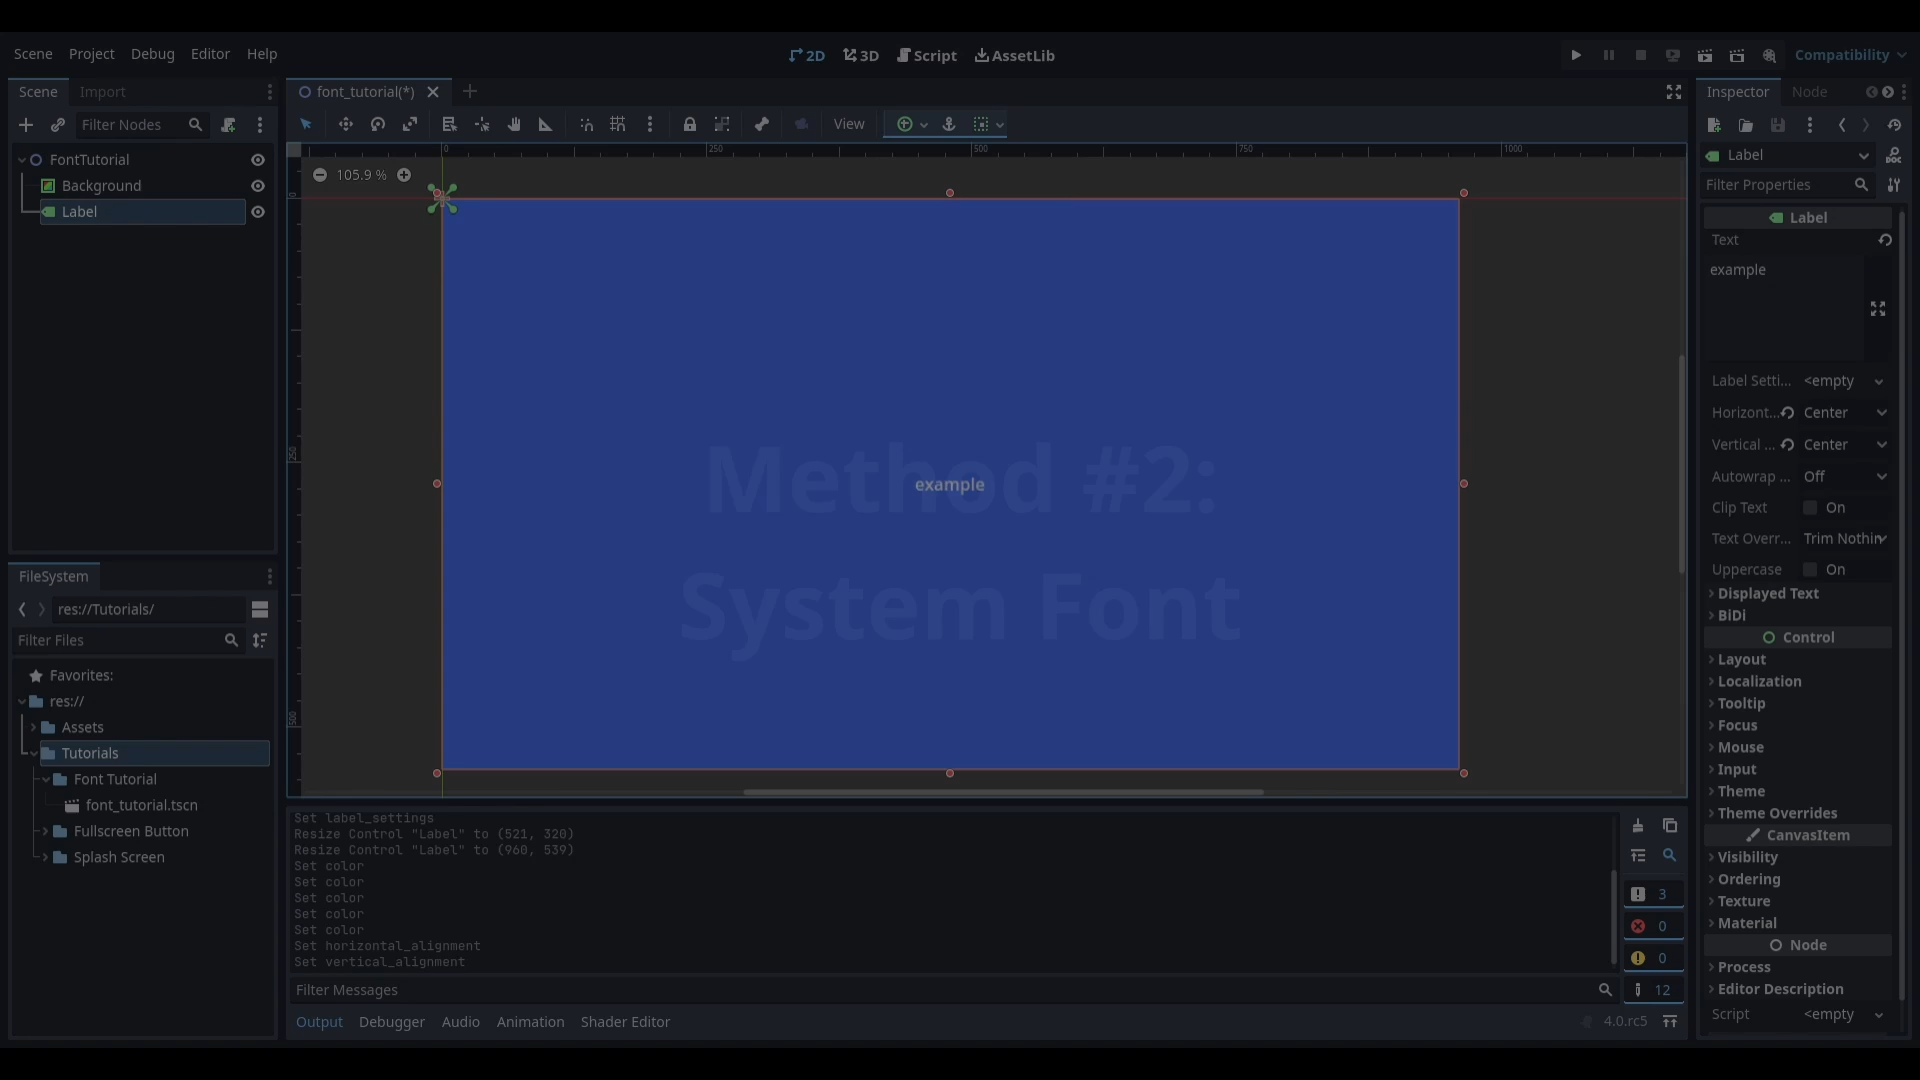 Scene Project Debug Editor Help
2D 3D Script AssetLib
Compatibility
Scene Import
font_tutorial(*)
Inspector Node
Filter Nodes
View
FontTutorial
Background
Label
0 250 500 750 1000
105.9 %
0
250
500
Method #2:
example
System Font
Label
Filter Properties
Label
Text
example
Label Setti... <empty
Horizont... Center
Vertical ... Center
Autowrap ... Off
Clip Text On
Text Overr... Trim Nothin
Uppercase On
Displayed Text
BiDi
Control
Layout
Localization
Tooltip
Focus
Mouse
Input
Theme
Theme Overrides
CanvasItem
Visibility
Ordering
Texture
Material
Node
Process
Editor Description
Script <empty
FileSystem
res://Tutorials/
Filter Files
Favorites:
res://
Assets
Tutorials
Font Tutorial
font_tutorial.tscn
Fullscreen Button
Splash Screen
Set label_settings
Resize Control "Label" to (521, 320)
Resize Control "Label" to (960, 539)
Set color
Set color
Set color
Set color
Set color
Set horizontal_alignment
Set vertical_alignment
3
0
0
12
Filter Messages
Output Debugger Audio Animation Shader Editor
4.0.rc5